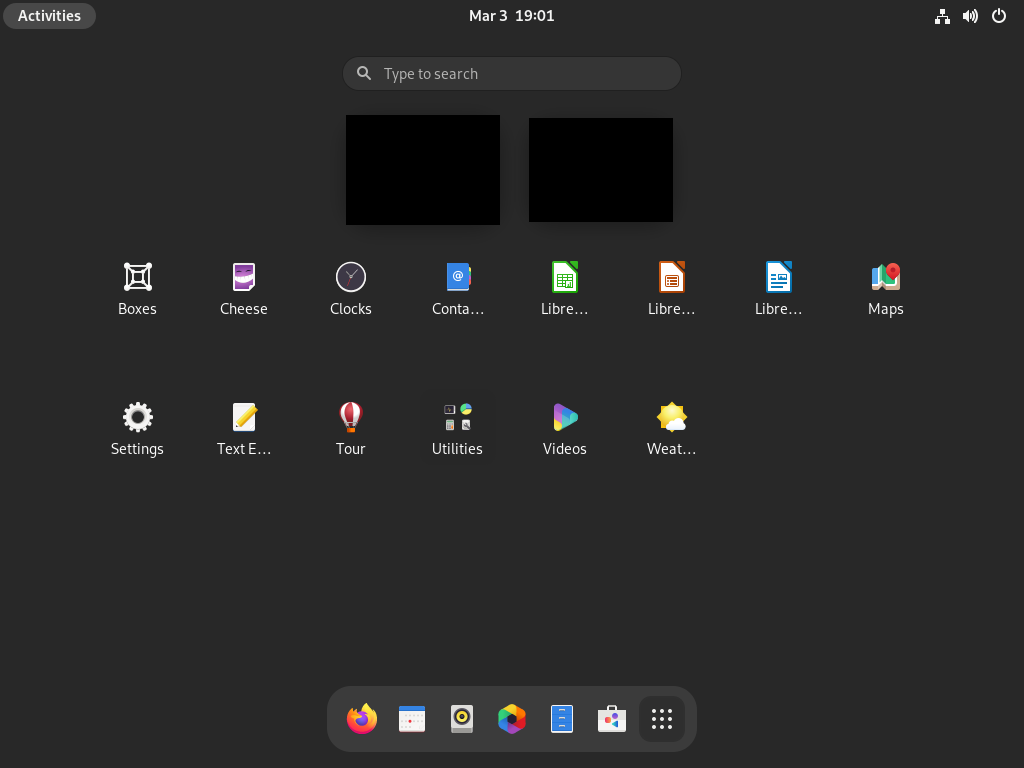 Activities
Mar 3 19:01
Type to search
Boxes
Cheese
Clocks
Conta…
Libre…
Libre…
Libre…
Maps
Settings
Text E…
Tour
Utilities
Videos
Weat…